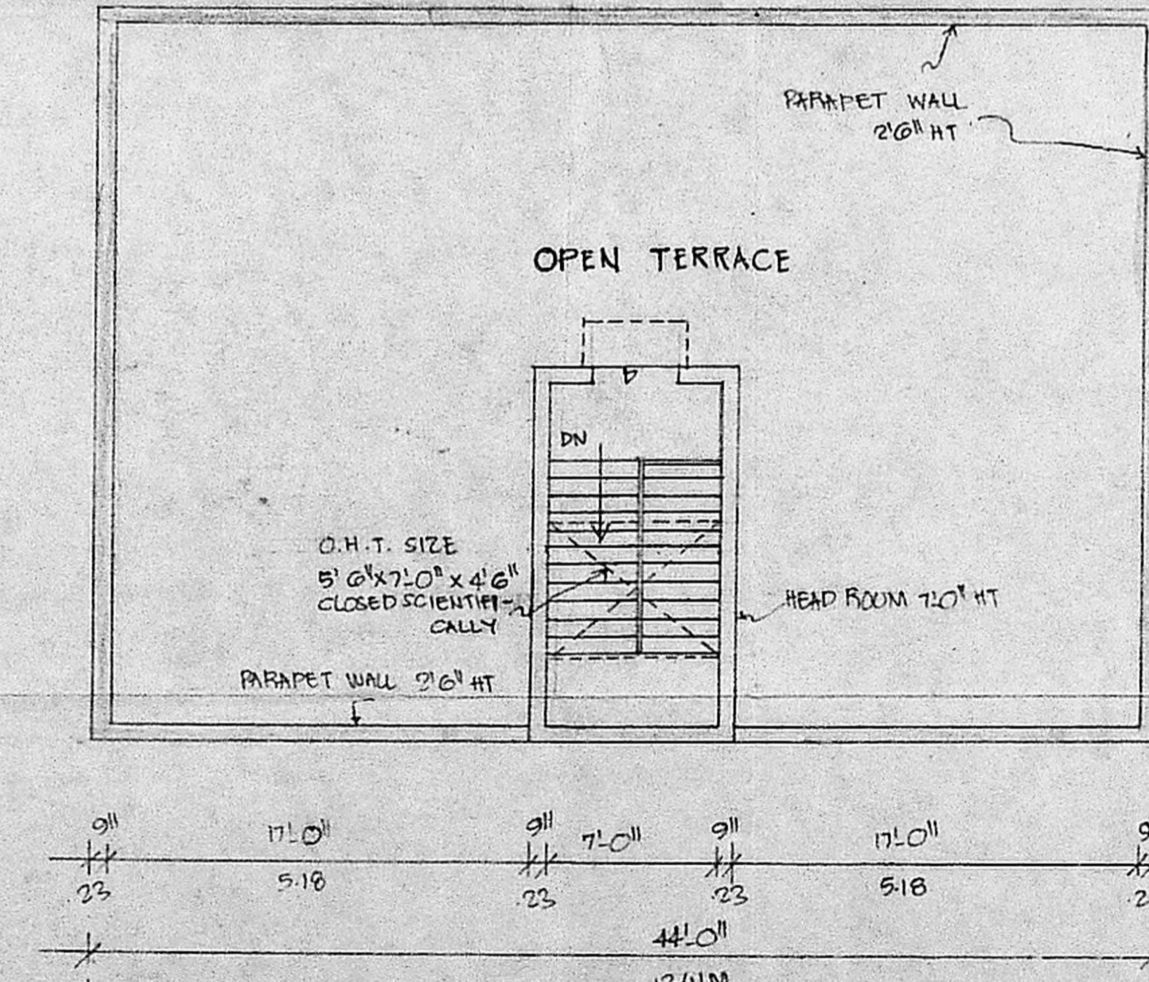 PARAPET WALL
2'6" HT
OPEN TERRACE
DN
O.H.T. SIZE
5'6"X7'-0" X 4'6"
CLOSED SCIENTIFI-
CALLY
HEAD ROOM 7'-0" HT
PARAPET WALL 2'6" HT
9" 17'-0" 9" 7'-0" 9" 17'-0"
.23 5.18 .23 .23 5.18
44'-0"